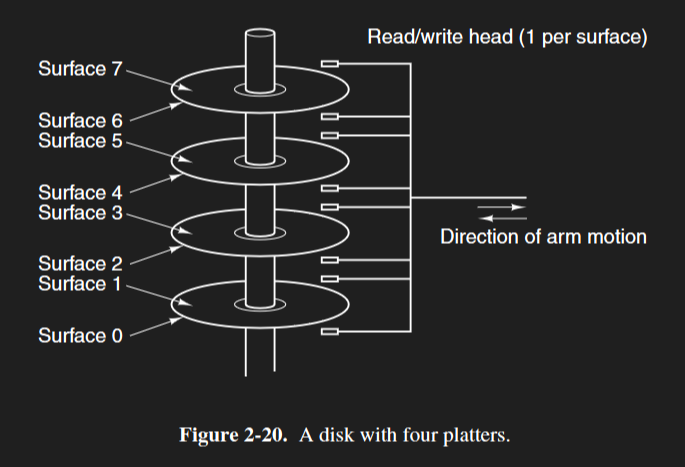 Read/write head (1 per surface)
Surface 7
Surface 6
Surface 5
Surface 4
Surface 3
Direction of arm motion
Surface 2
Surface 1
Surface 0
Figure 2-20. A disk with four platters.